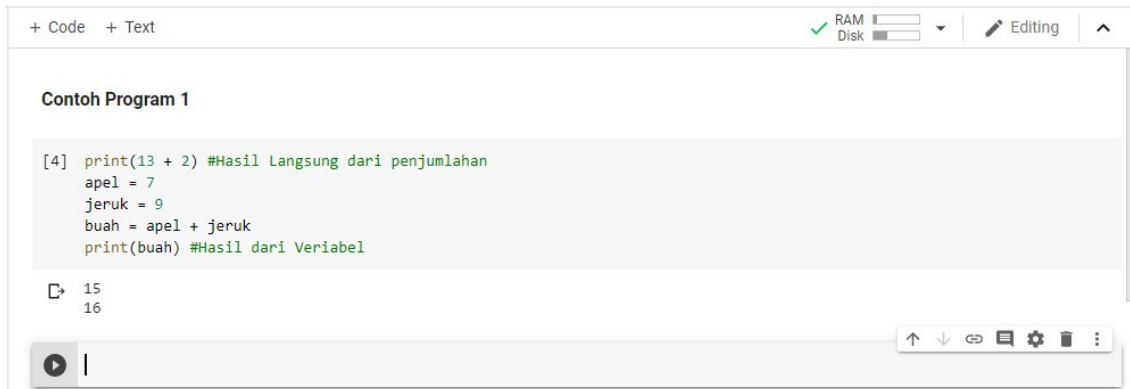 + Code + Text RAM Disk Editing
Contoh Program 1
[4] print(13 + 2) #Hasil Langsung dari penjumlahan
apel = 7
jeruk = 9
buah = apel + jeruk
print(buah) #Hasil dari Veriabel
15
16